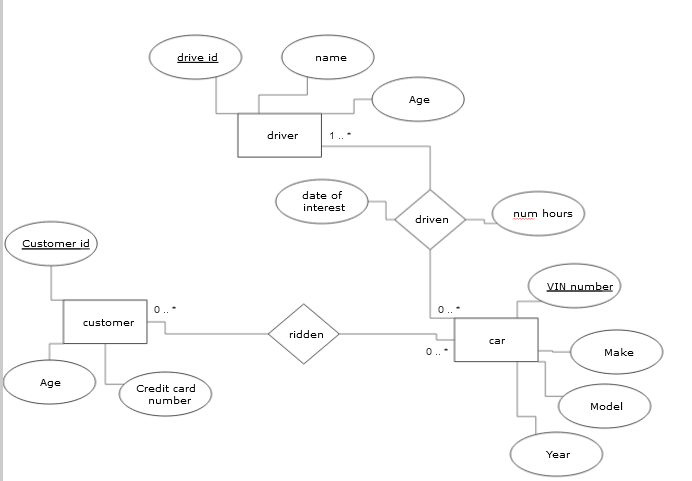 drive id
name
Age
driver
1 .. *
date of
interest
driven
num hours
Customer id
VIN number
0 .. *
0 .. *
customer
ridden
car
0 .. *
Make
Age
Credit card
number
Model
Year